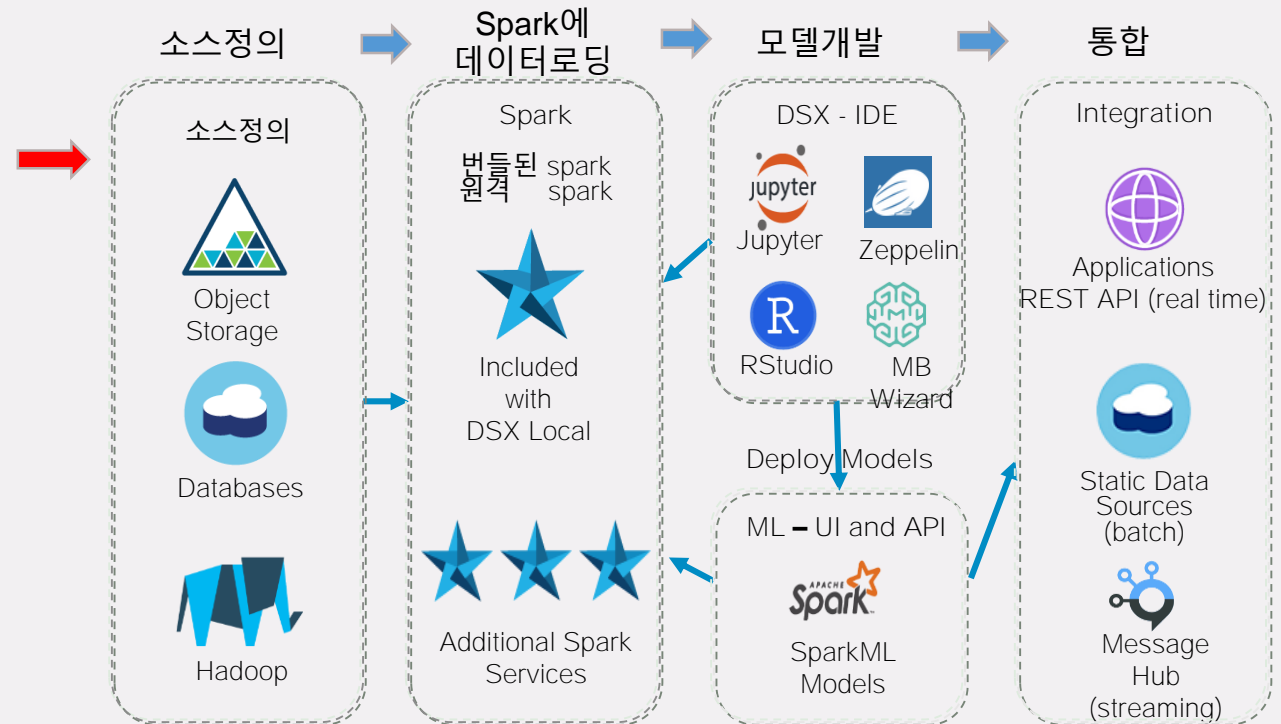 소스정의
Spark에
데이터로딩
모델개발
통합
소스정의
Object
Storage
Databases
Hadoop
Spark
번들된 spark
원격 spark
Included
with
DSX Local
Additional Spark
Services
DSX - IDE
jupyter
Jupyter
Zeppelin
R
RStudio
MB
Wizard
Deploy Models
ML – UI and API
APACHE
Spark
SparkML
Models
Integration
Applications
REST API (real time)
Static Data
Sources
(batch)
Message
Hub
(streaming)